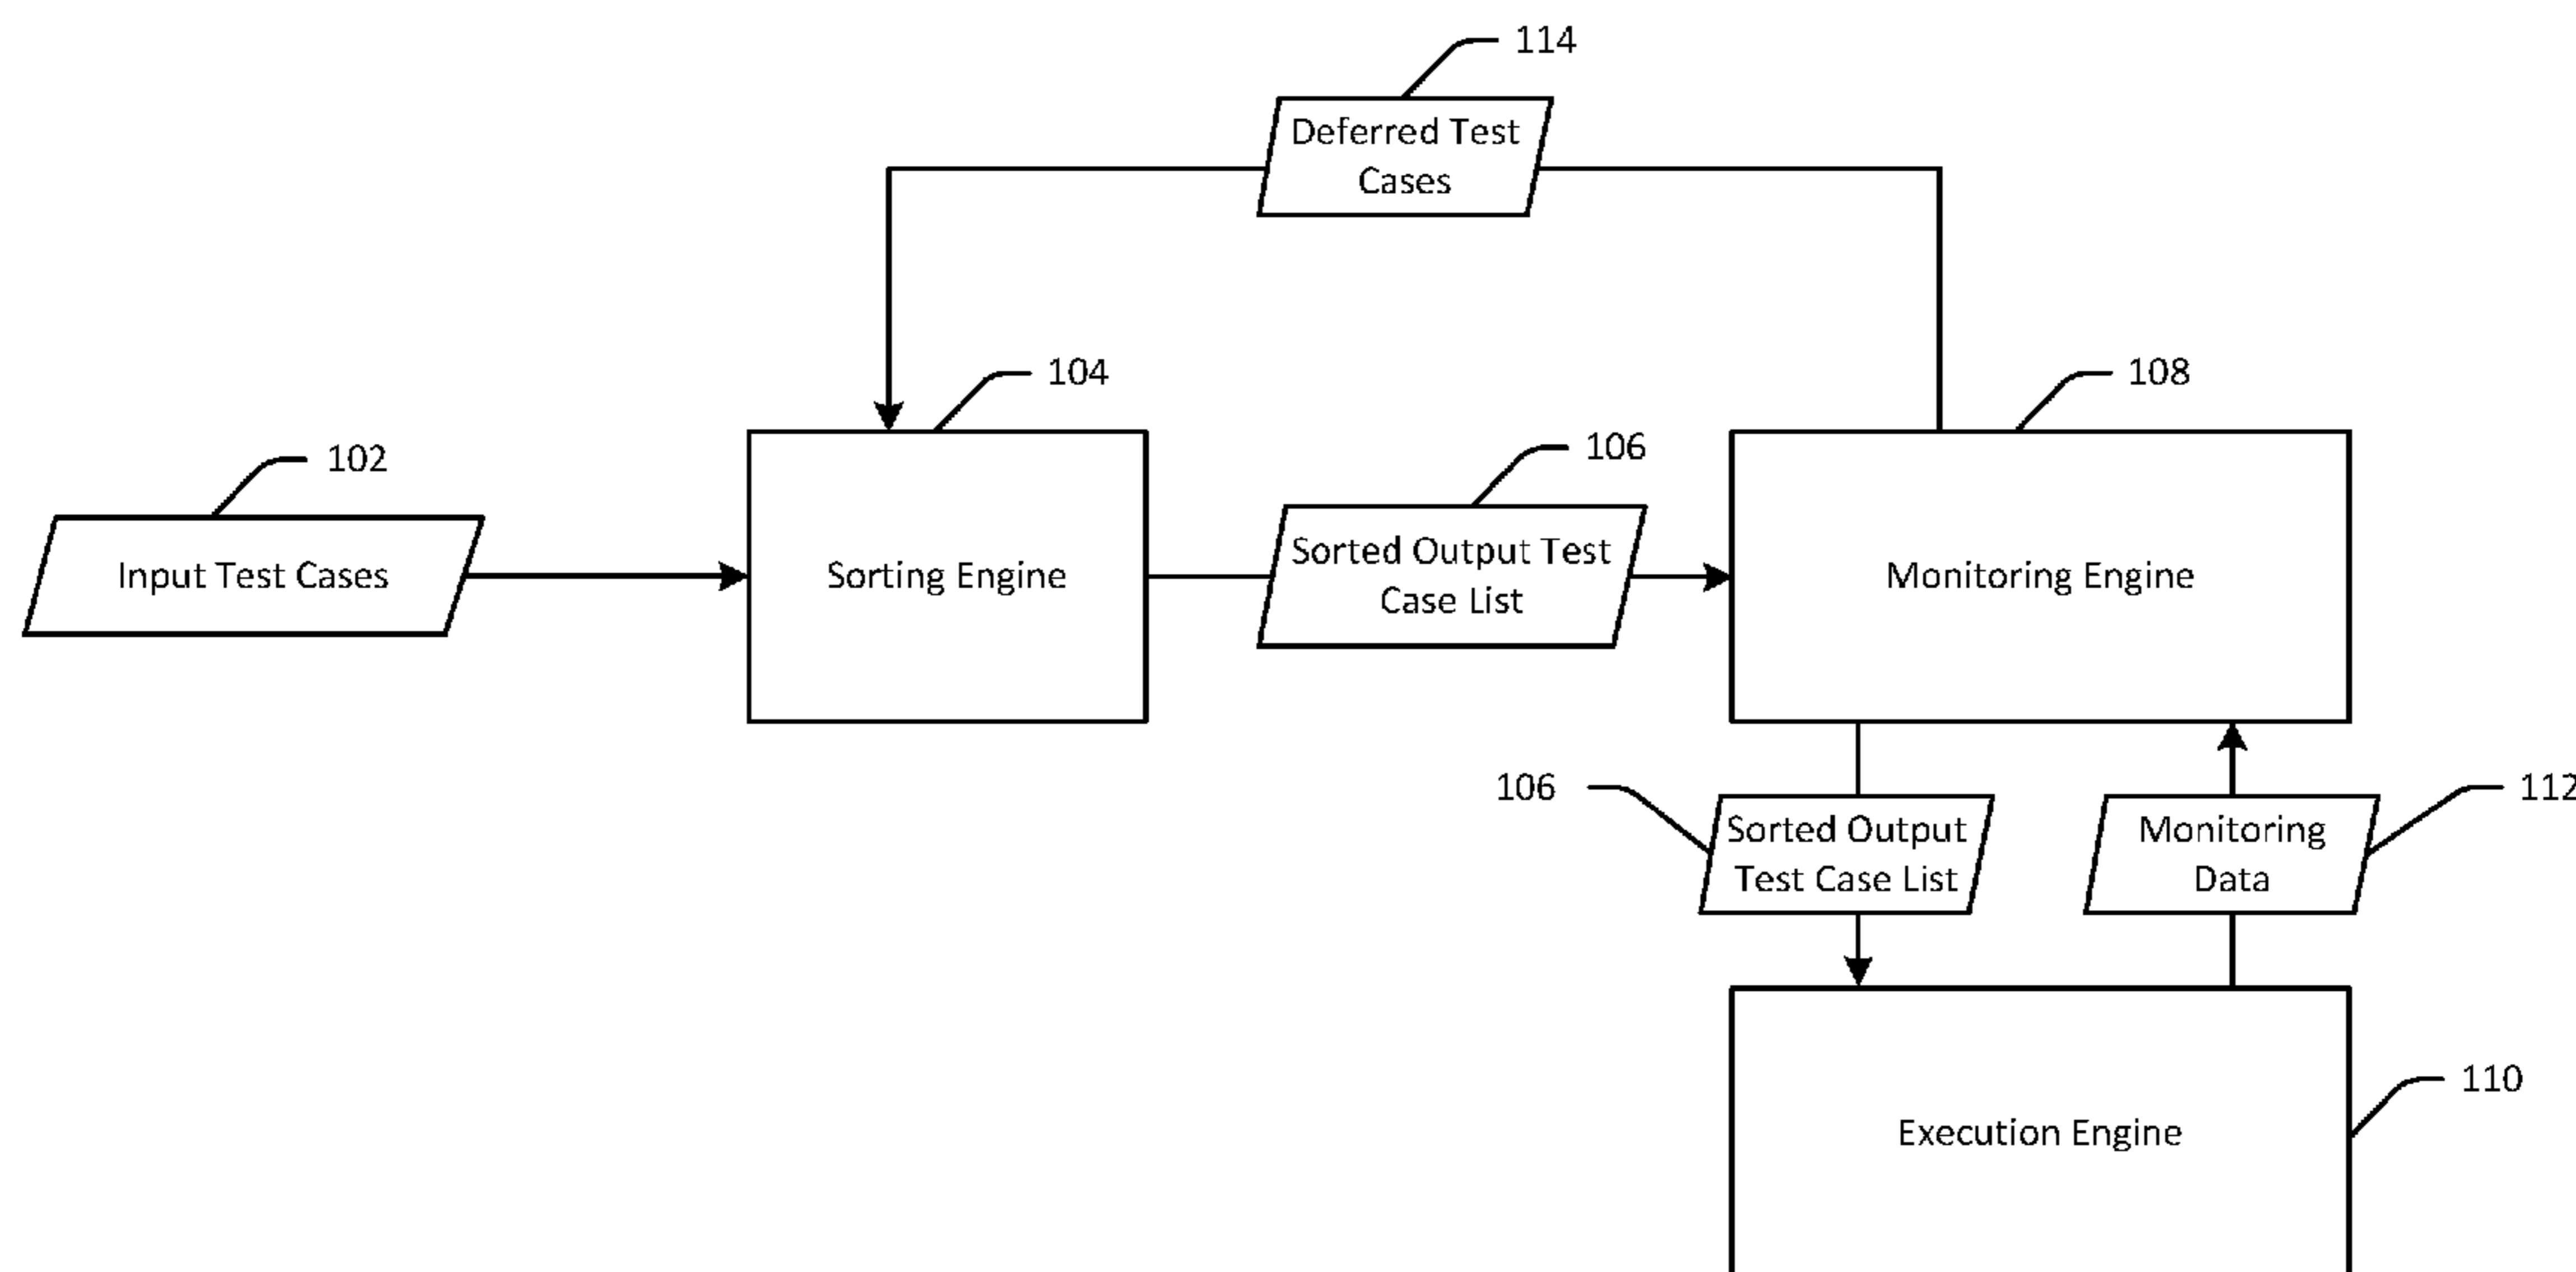 114
Deferred Test
Cases
104
108
102
106
Input Test Cases
Sorting Engine
Sorted Output Test
Case List
Monitoring Engine
106
Sorted Output
Test Case List
Monitoring
Data
112
Execution Engine
110